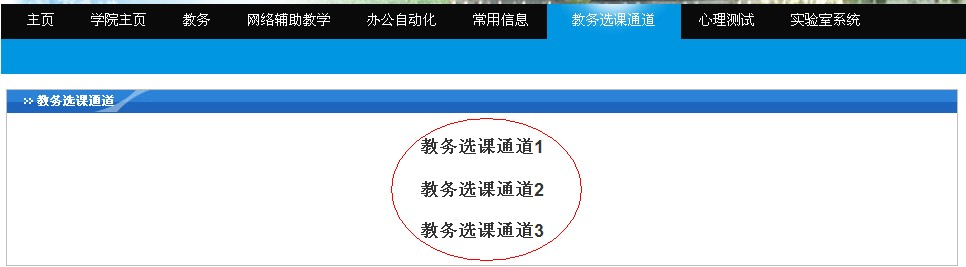 主页 学院主页 教务 网络辅助教学 办公自动化 常用信息 教务选课通道 心理测试 实验室系统
教务选课通道
教务选课通道1
教务选课通道2
教务选课通道3